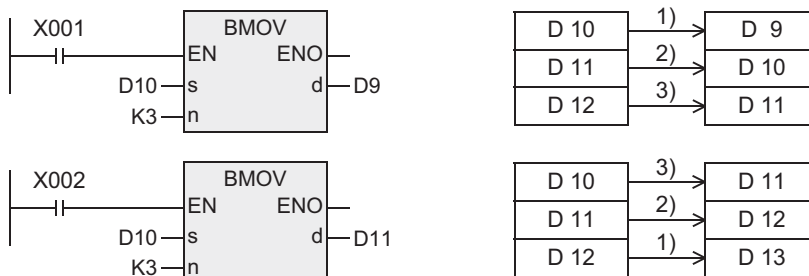 X001
BMOV
EN ENO
D10 s d D9
K3 n
1)
D 10 D 9
2)
D 11 D 10
3)
D 12 D 11
X002
BMOV
EN ENO
D10 s d D11
K3 n
3)
D 10 D 11
2)
D 11 D 12
1)
D 12 D 13